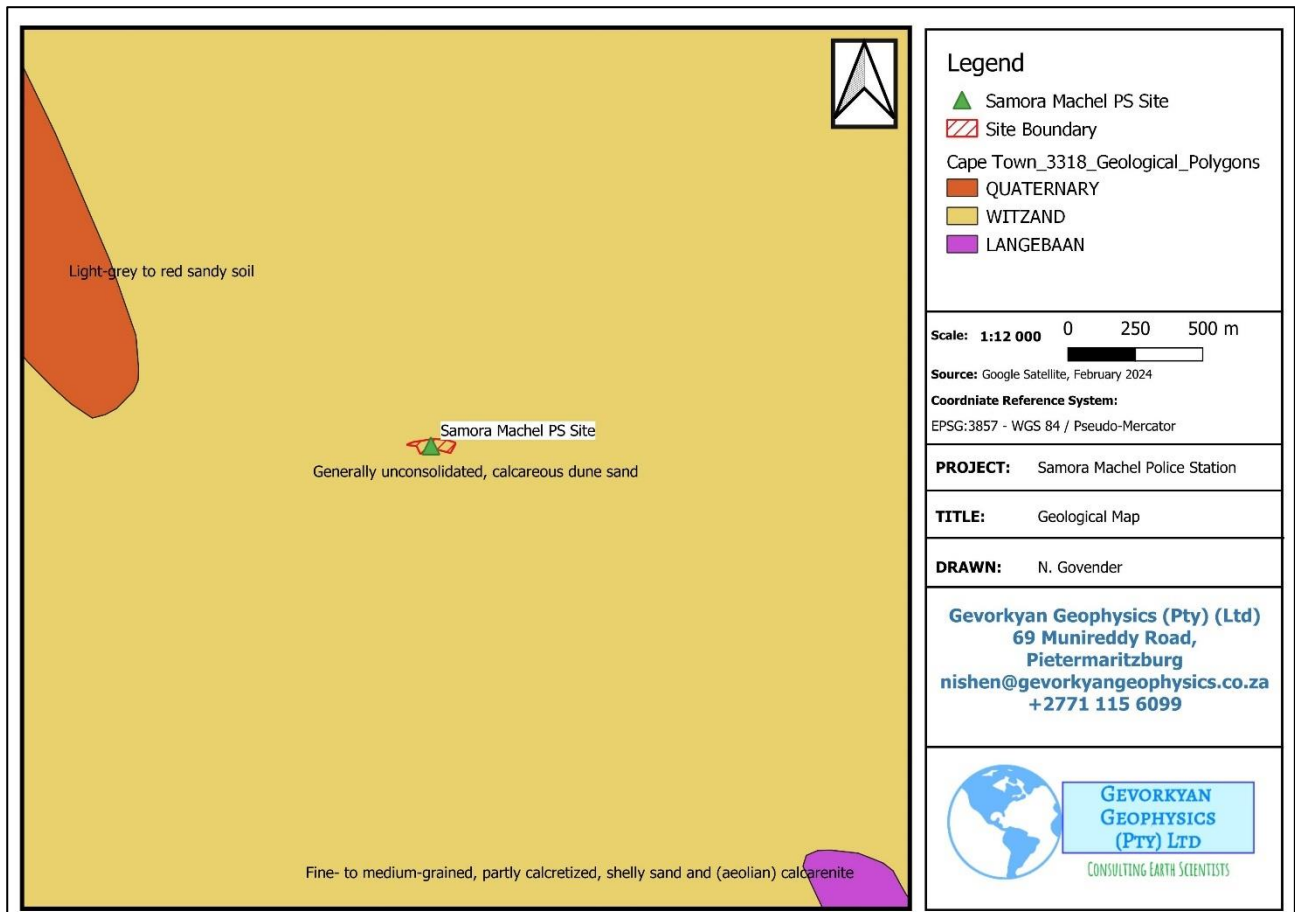 Light-grey to red sandy soil
Samora Machel PS Site
Generally unconsolidated, calcareous dune sand
Fine- to medium-grained, partly calcretized, shelly sand and (aeolian) calcarenite
Legend
Samora Machel PS Site
Site Boundary
Cape Town_3318_Geological_Polygons
QUATERNARY
WITZAND
LANGEBAAN
Scale: 1:12 000 0 250 500 m
Source: Google Satellite, February 2024
Coordniate Reference System:
EPSG:3857 - WGS 84 / Pseudo-Mercator
PROJECT: Samora Machel Police Station
TITLE: Geological Map
DRAWN: N. Govender
Gevorkyan Geophysics (Pty) (Ltd)
69 Munireddy Road,
Pietermaritzburg
nishen@gevorkyangeophysics.co.za
+2771 115 6099
GEVORKYAN
GEOPHYSICS
(PTY) LTD
CONSULTING EARTH SCIENTISTS